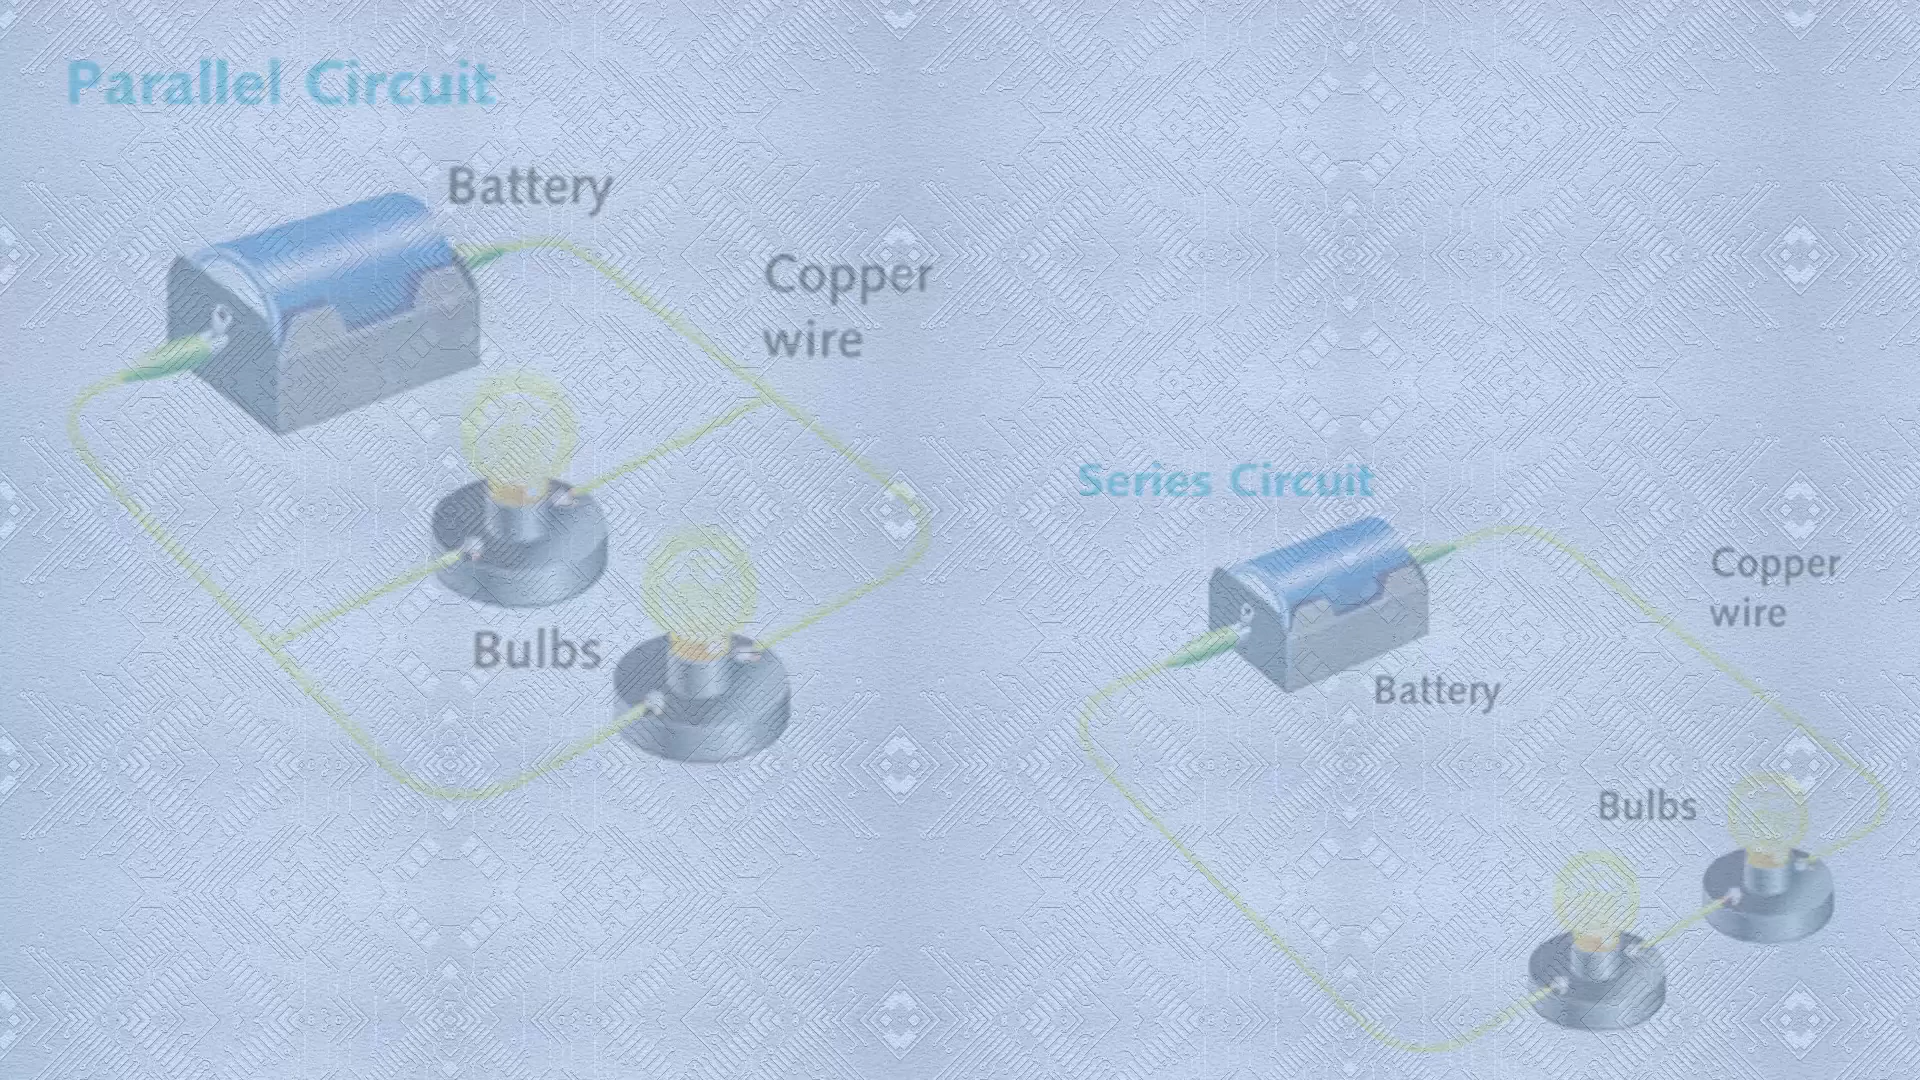 Parallel Circuit
Battery
Copper
wire
Bulbs
Series Circuit
Copper
wire
Battery
Bulbs